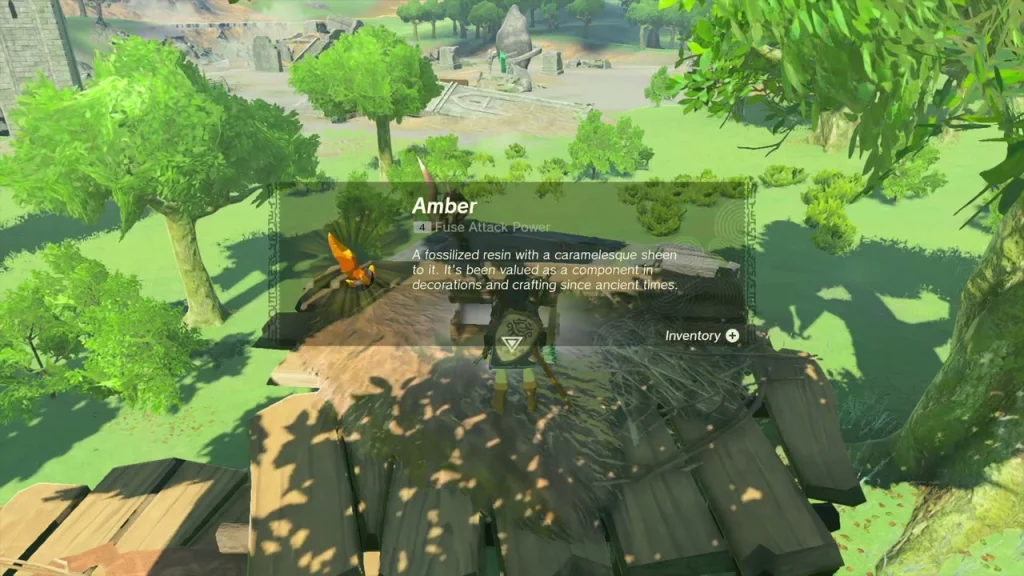 Amber
4 Fuse Attack Power
A fossilized resin with a caramelesque sheen
to it. It's been valued as a component in
decorations and crafting since ancient times.
Inventory +